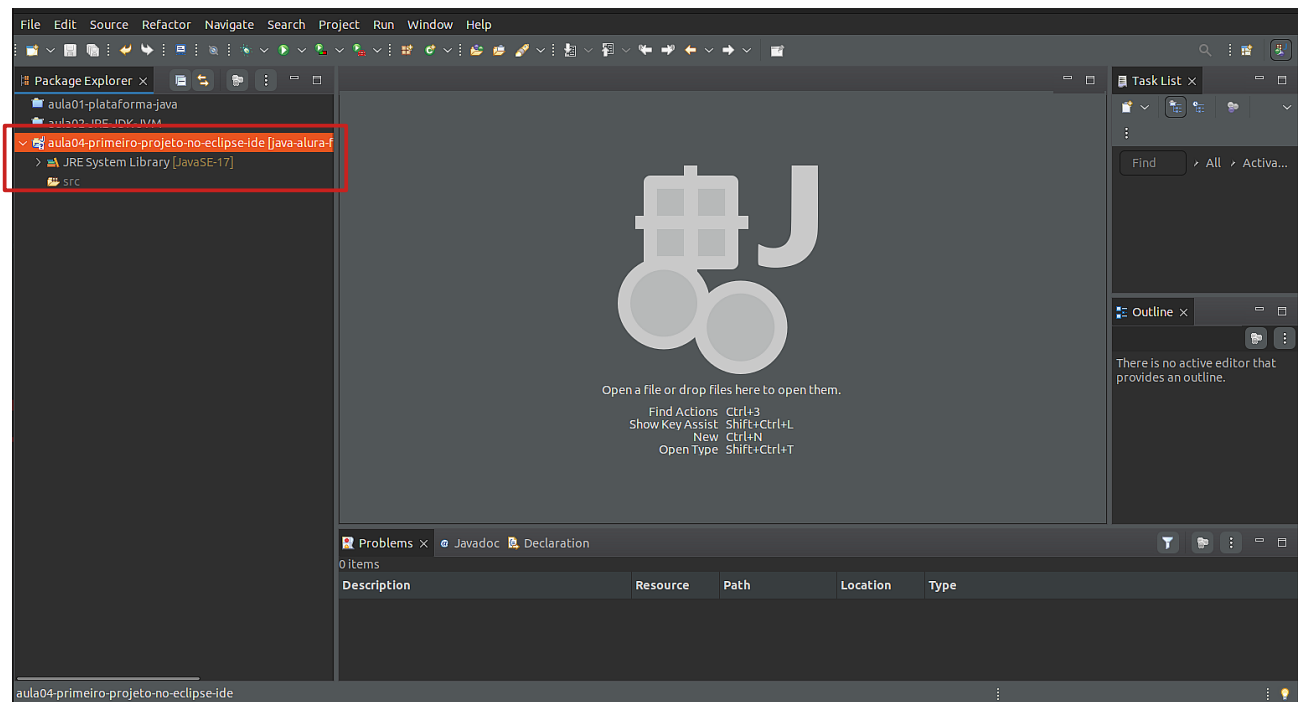 File Edit Source Refactor Navigate Search Project Run Window Help
Package Explorer
Task List
aula01-plataforma-java
aula02-JRE-JDK-JVM
aula04-primeiro-projeto-no-eclipse-ide [java-alura-f
JRE System Library [JavaSE-17]
src
Find All Activa...
J
Open a file or drop files here to open them.
Find Actions Ctrl+3
Show Key Assist Shift+Ctrl+L
New Ctrl+N
Open Type Shift+Ctrl+T
Outline
There is no active editor that
provides an outline.
Problems Javadoc Declaration
0 items
Description Resource Path Location Type
aula04-primeiro-projeto-no-eclipse-ide